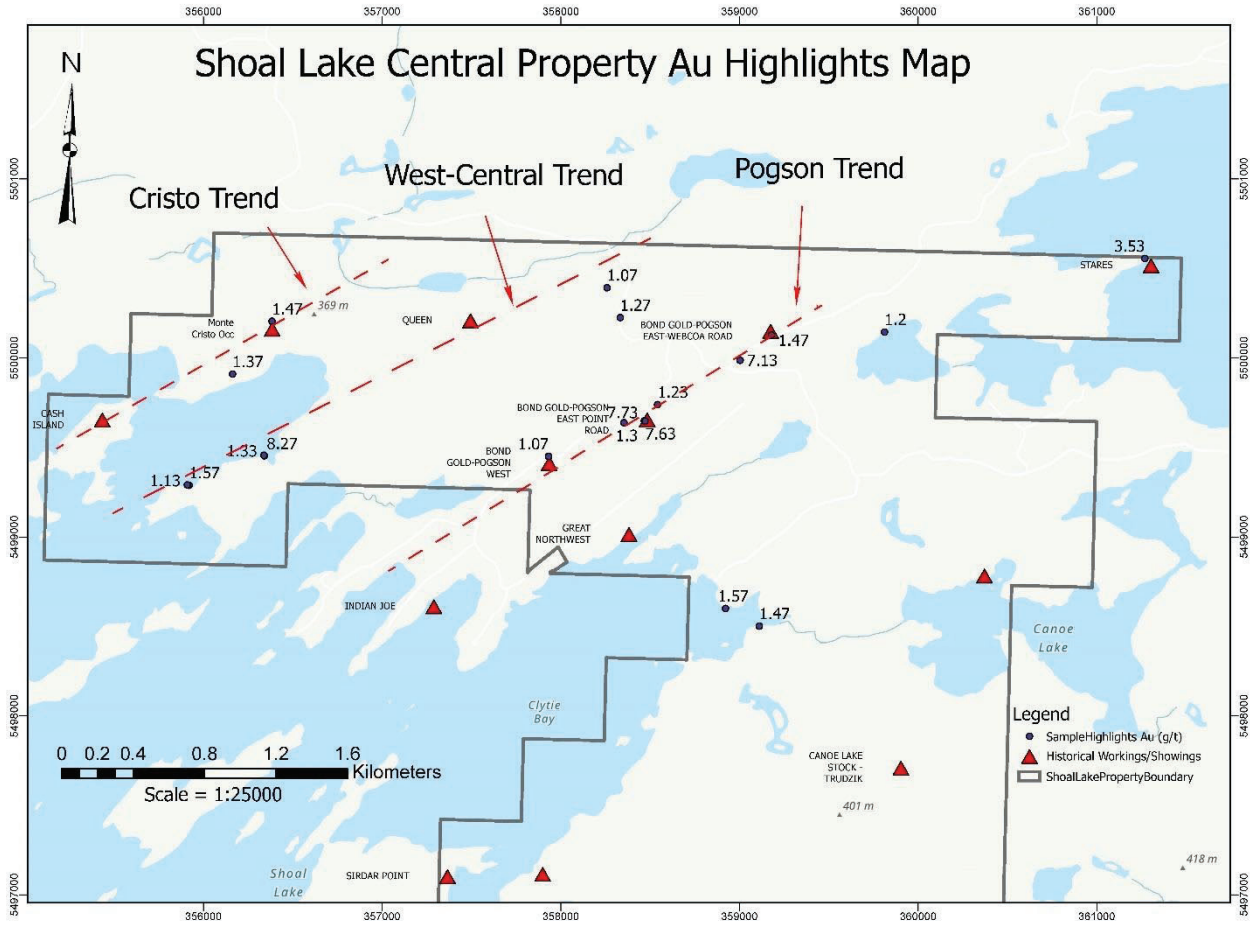 356000 357000 358000 359000 360000 361000
Shoal Lake Central Property Au Highlights Map
N
5501000
5501000
West-Central Trend
Pogson Trend
Cristo Trend
3.53
STARES
1.07
1.47
369 m
1.27
1.2
QUEEN
Monte
Cristo Occ
BOND GOLD-POGSON
EAST-WEBCOA ROAD
1.47
5500000
5500000
1.37
7.13
1.23
CASH
ISLAND
BOND GOLD-POGSON
EAST POINT
ROAD
7.73
1.3
7.63
1.07
BOND
GOLD-POGSON
WEST
1.33
8.27
1.13
1.57
5499000
5499000
GREAT
NORTHWEST
INDIAN JOE
1.57
1.47
Canoe
Lake
5498000
5498000
Clytie
Bay
Legend
SampleHighlights Au (g/t)
Historical Workings/Showings
ShoalLakePropertyBoundary
0 0.2 0.4 0.8 1.2 1.6
Kilometers
Scale = 1:25000
CANOE LAKE
STOCK -
TRUDZIK
401 m
418 m
Shoal
Lake
SIRDAR POINT
5497000
5497000
356000 357000 358000 359000 360000 361000